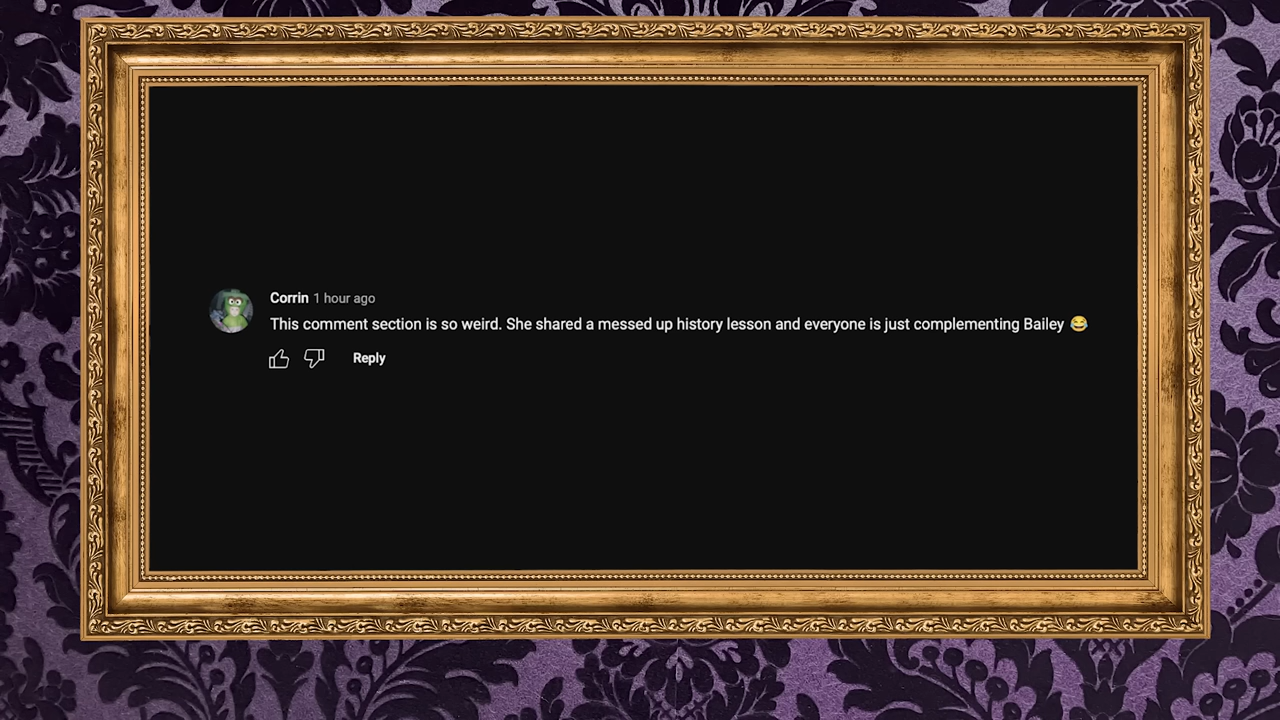 Corrin 1 hour ago
This comment section is so weird. She shared a messed up history lesson and everyone is just complementing Bailey 😂
Reply